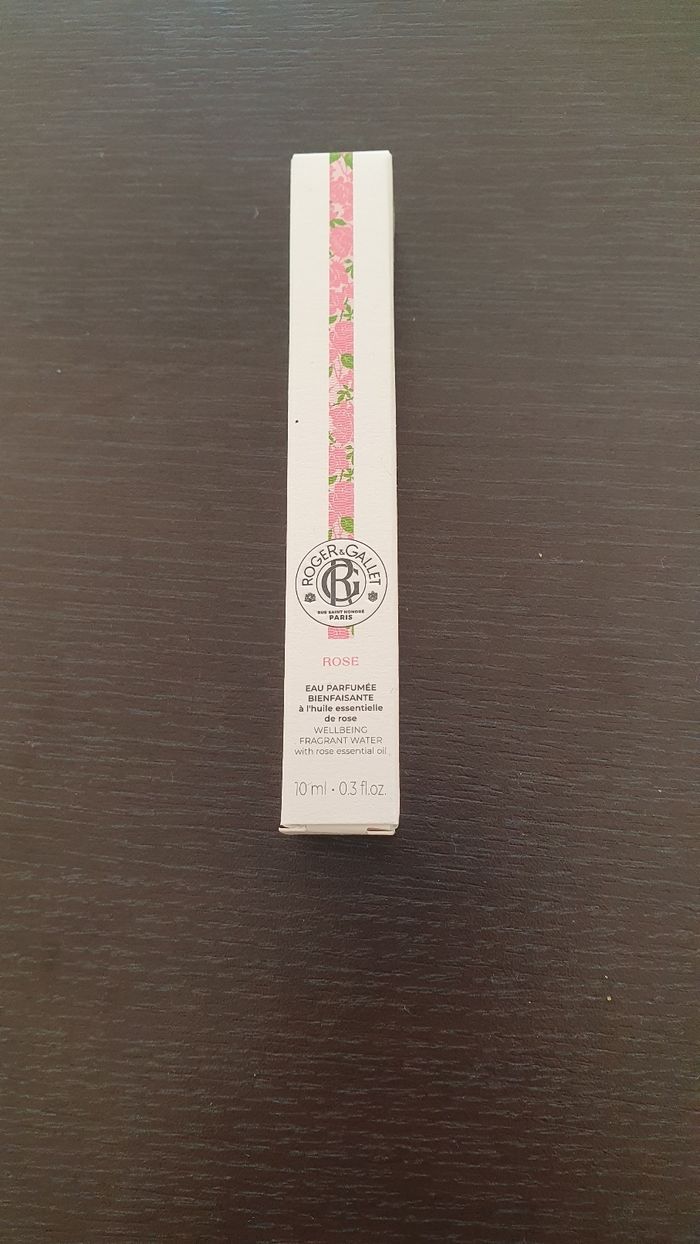 ROGER & GALLET
RG
RUE SAINT HONORÉ
PARIS
ROSE
EAU PARFUMÉE
BIENFAISANTE
à l'huile essentielle
de rose
WELLBEING
FRAGRANT WATER
with rose essential oil
10 ml • 0.3 fl.oz.